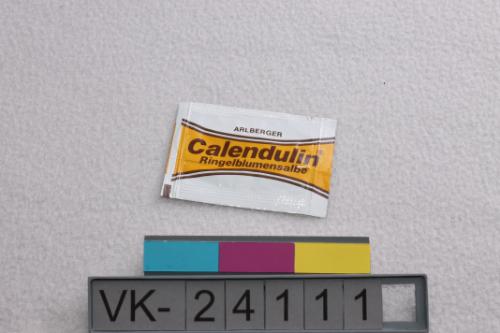 ARLBERGER
Calendulin
Ringelblumensalbe
VK-24111